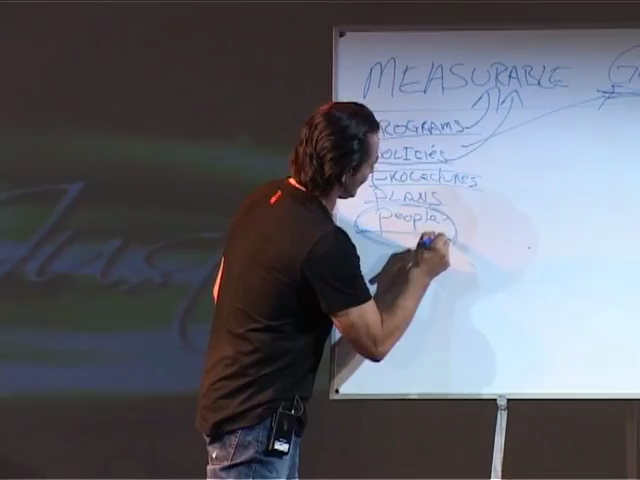 MEASURABLE
PROGRAMS
POLICIES
PROCEDURES
PLANS
People